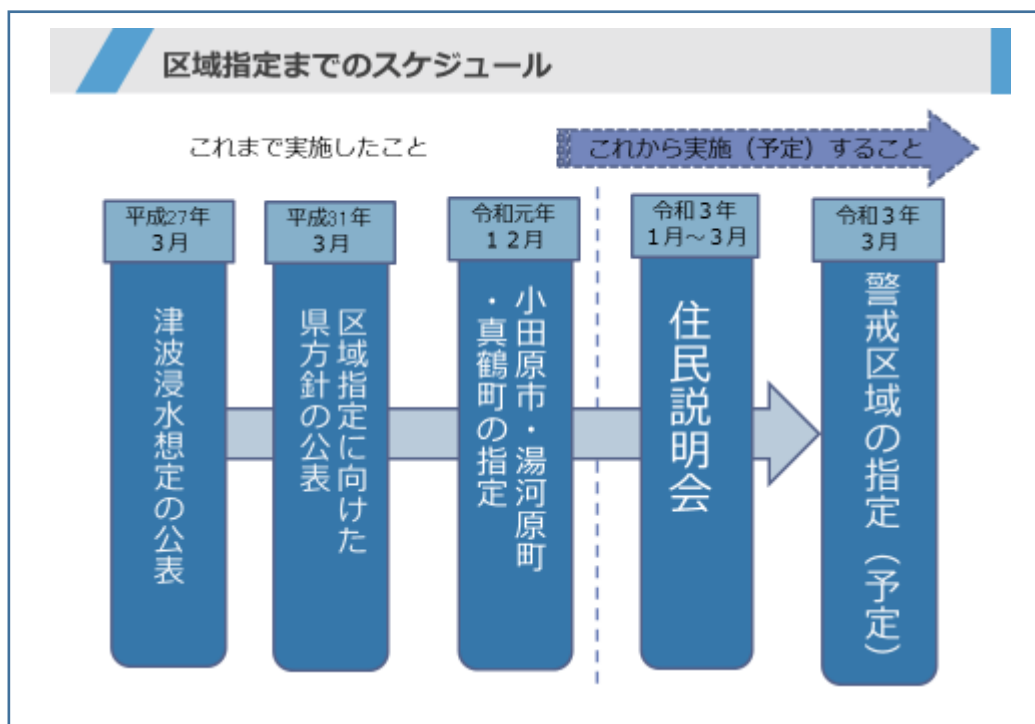 区域指定までのスケジュール
これまで実施したこと
これから実施（予定）すること
平成27年
３月
津波浸水想定の公表
平成31年
３月
区域指定に向けた
県方針の公表
令和元年
１２月
小田原市・湯河原町
・真鶴町の指定
令和３年
１月～３月
住民説明会
令和３年
３月
警戒区域の指定（予定）